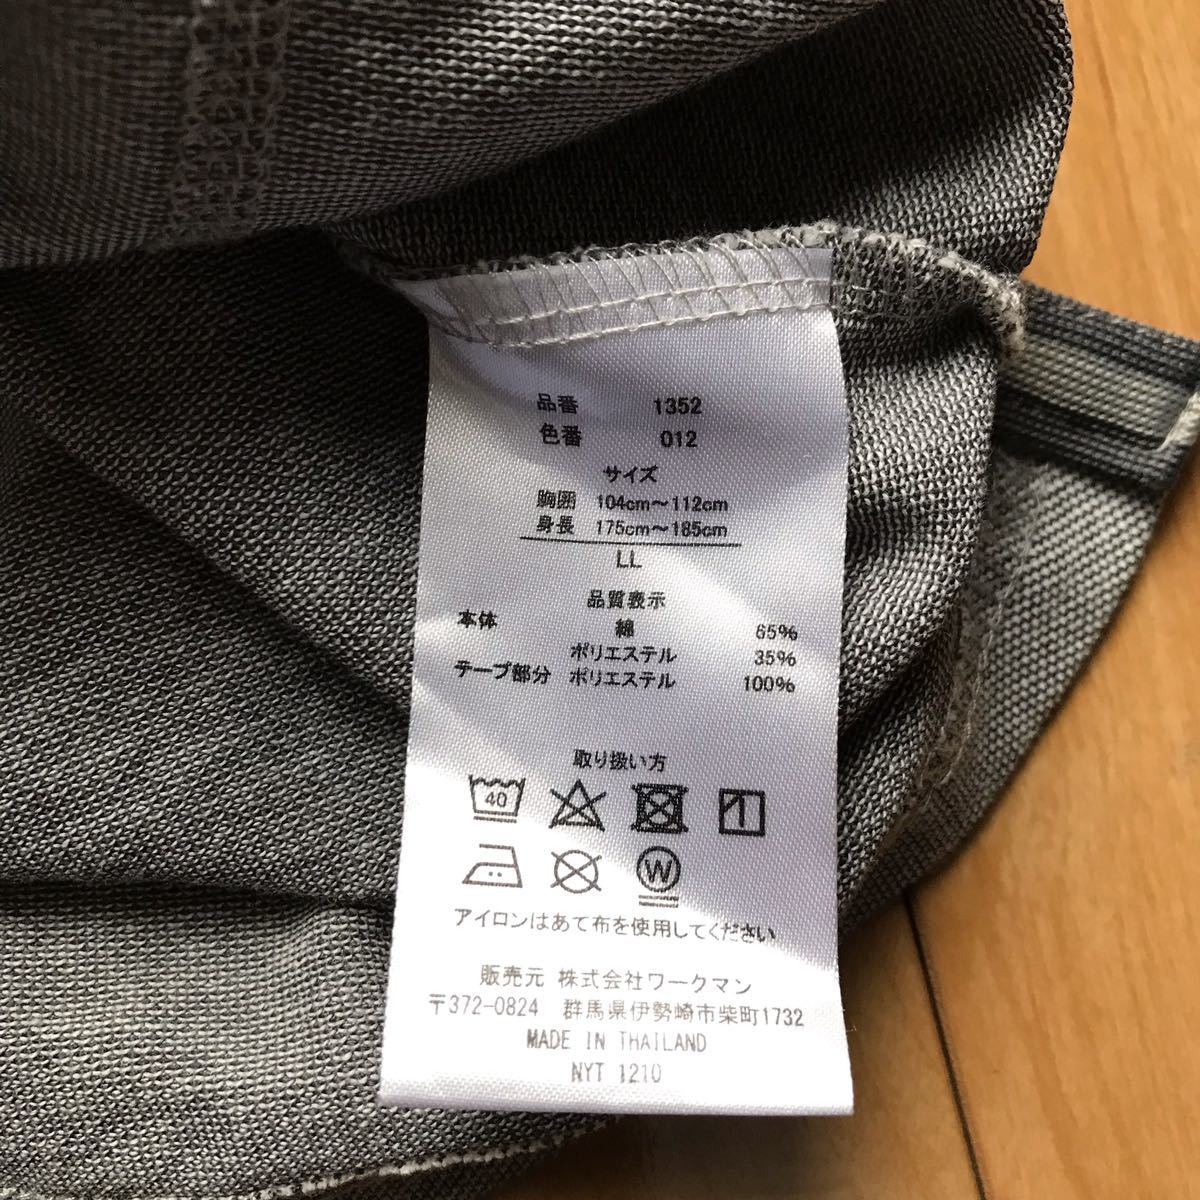 品番 1352
色番 012
サイズ
胸囲 104cm～112cm
身長 175cm～185cm
LL
品質表示
本体 綿 65%
ポリエステル 35%
テープ部分 ポリエステル 100%
取り扱い方
40
W
アイロンはあて布を使用してください
販売元 株式会社ワークマン
〒372-0824 群馬県伊勢崎市柴町1732
MADE IN THAILAND
NYT 1210